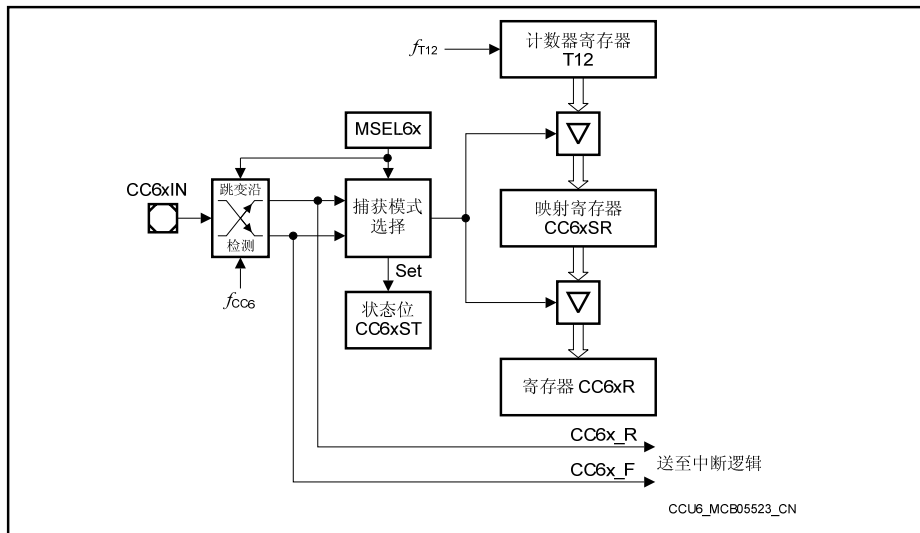 f T12
计数器寄存器
T12
MSEL6x
CC6xIN
跳变沿
检测
f CC6
捕获模式
选择
Set
状态位
CC6xST
映射寄存器
CC6xSR
寄存器 CC6xR
CC6x_R
CC6x_F
送至中断逻辑
CCU6_MCB05523_CN